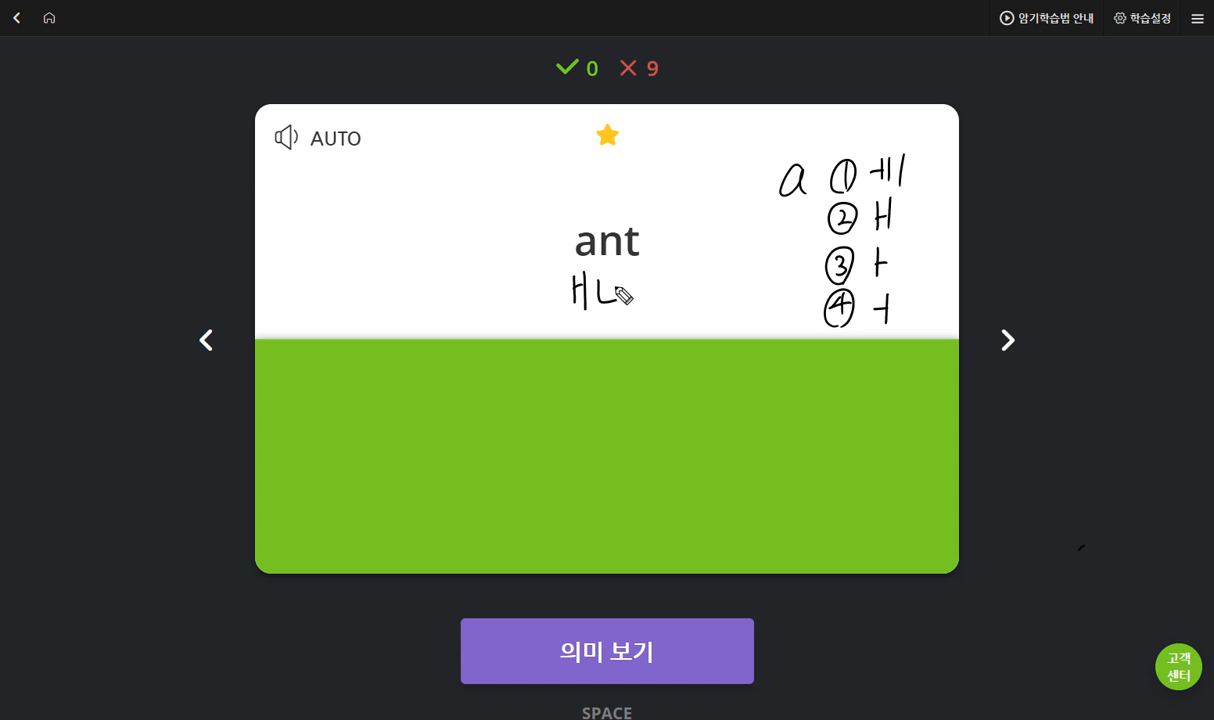 암기학습법 안내 학습설정
0 9
AUTO
a ① ㅔ
② ㅐ
③ ㅏ
④ ㅓ
ant
ㅐㄴ
의미 보기
SPACE
고객
센터